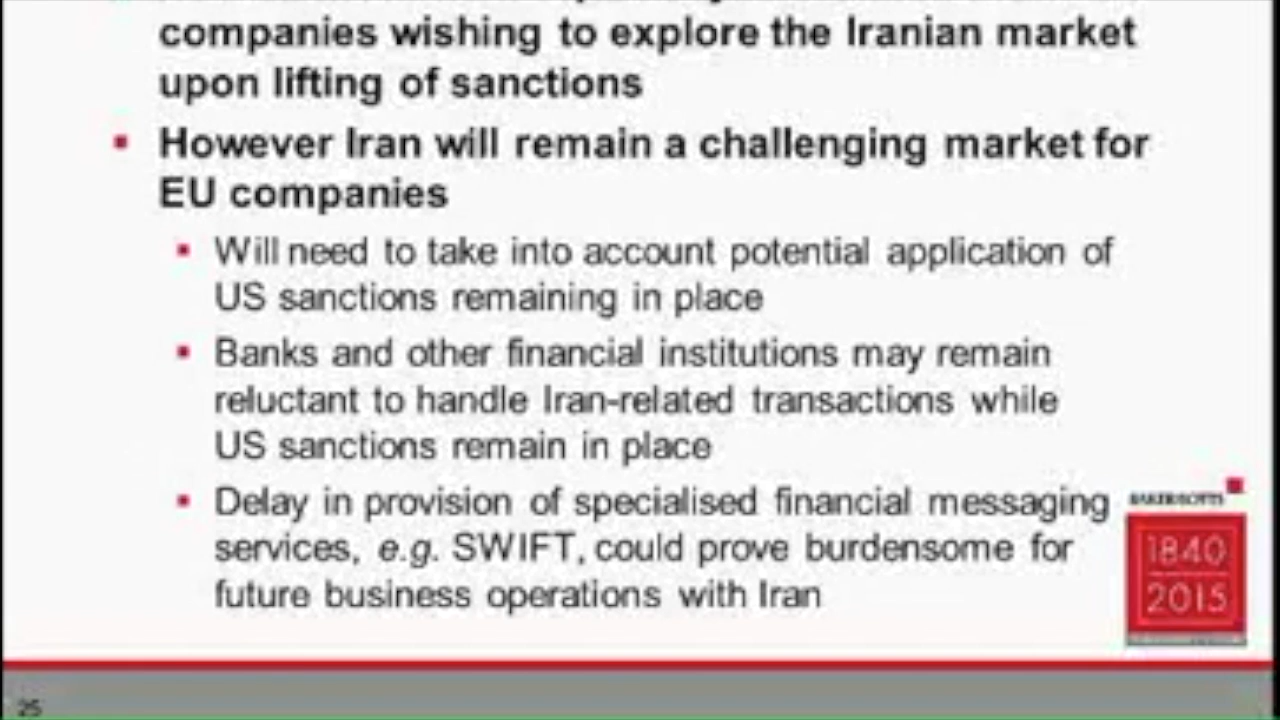 companies wishing to explore the Iranian market
upon lifting of sanctions
However Iran will remain a challenging market for
EU companies
Will need to take into account potential application of
US sanctions remaining in place
Banks and other financial institutions may remain
reluctant to handle Iran-related transactions while
US sanctions remain in place
Delay in provision of specialised financial messaging
services, e.g. SWIFT, could prove burdensome for
future business operations with Iran
BAKER BOTTS
1840
2015
25